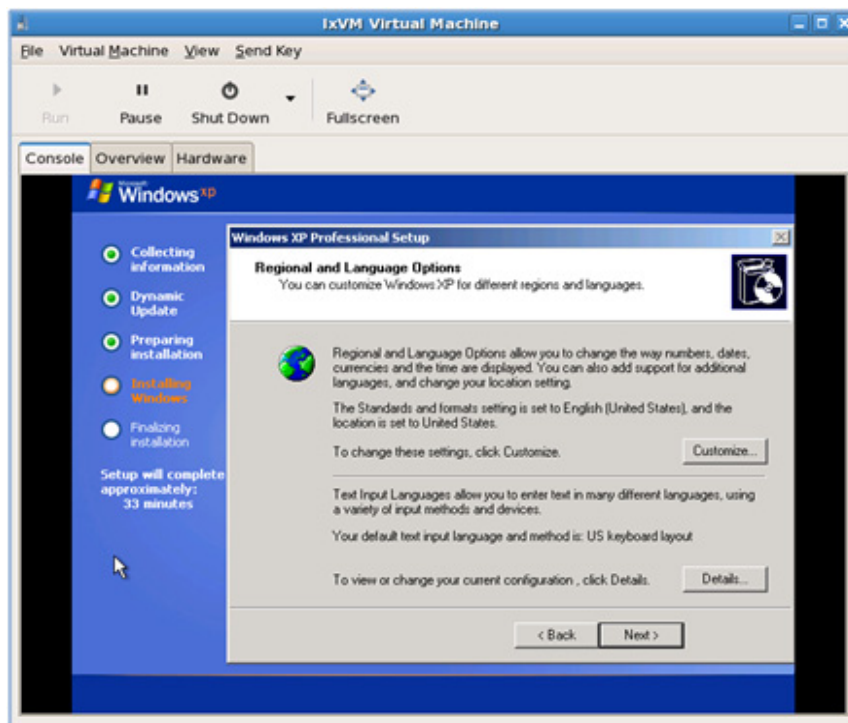 IxVM Virtual Machine
File Virtual Machine View Send Key
Run Pause Shut Down Fullscreen
Console Overview Hardware
Microsoft
Windows xp
Collecting
information
Dynamic
Update
Preparing
installation
Installing
Windows
Finalizing
installation
Setup will complete
approximately:
33 minutes
Windows XP Professional Setup
Regional and Language Options
You can customize Windows XP for different regions and languages.
Regional and Language Options allow you to change the way numbers, dates,
currencies and the time are displayed. You can also add support for additional
languages, and change your location setting.
The Standards and formats setting is set to English (United States), and the
location is set to United States.
To change these settings, click Customize.
Customize...
Text Input Languages allow you to enter text in many different languages, using
a variety of input methods and devices.
Your default text input language and method is: US keyboard layout
To view or change your current configuration , click Details.
Details...
< Back Next >